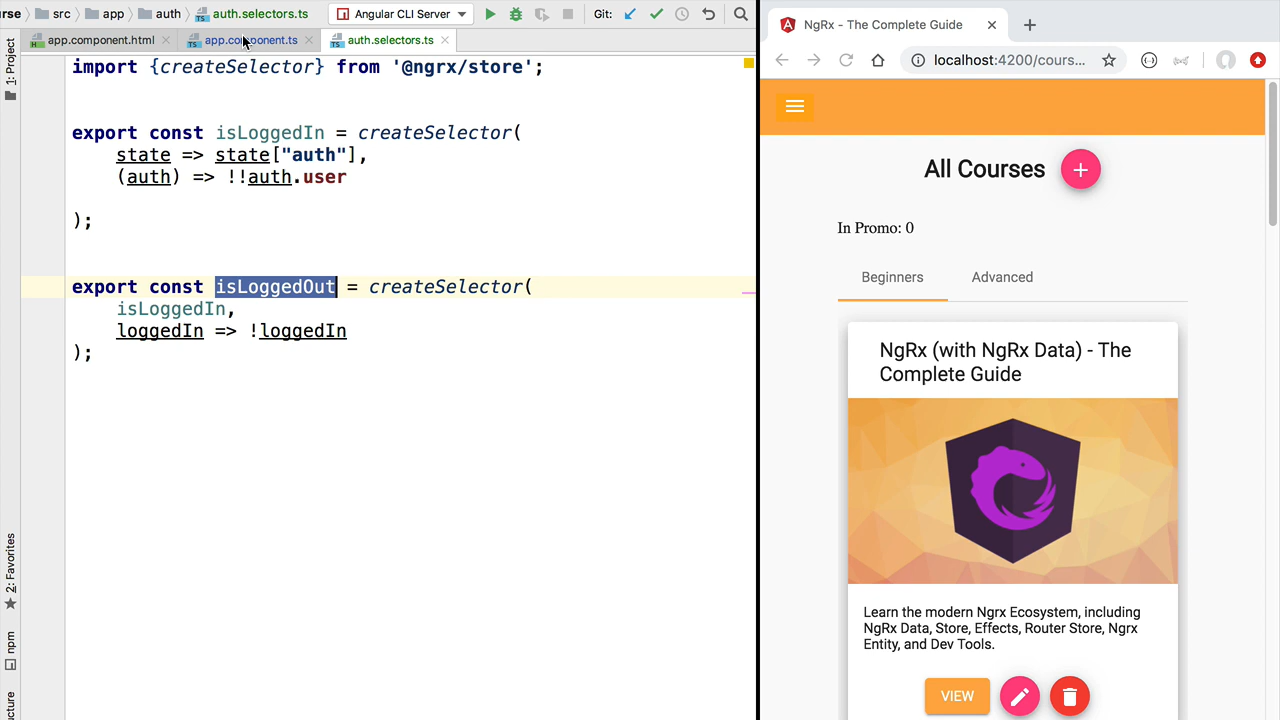 rse src app auth auth.selectors.ts Angular CLI Server Git:
app.component.html app.component.ts auth.selectors.ts
1: Project
2: Favorites
npm
ucture
import {createSelector} from '@ngrx/store';
export const isLoggedIn = createSelector(
state => state["auth"],
(auth) => !!auth.user
);
export const isLoggedOut = createSelector(
isLoggedIn,
loggedIn => !loggedIn
);
NgRx - The Complete Guide
localhost:4200/cours...
All Courses
In Promo: 0
Beginners Advanced
NgRx (with NgRx Data) - The
Complete Guide
Learn the modern Ngrx Ecosystem, including
NgRx Data, Store, Effects, Router Store, Ngrx
Entity, and Dev Tools.
VIEW